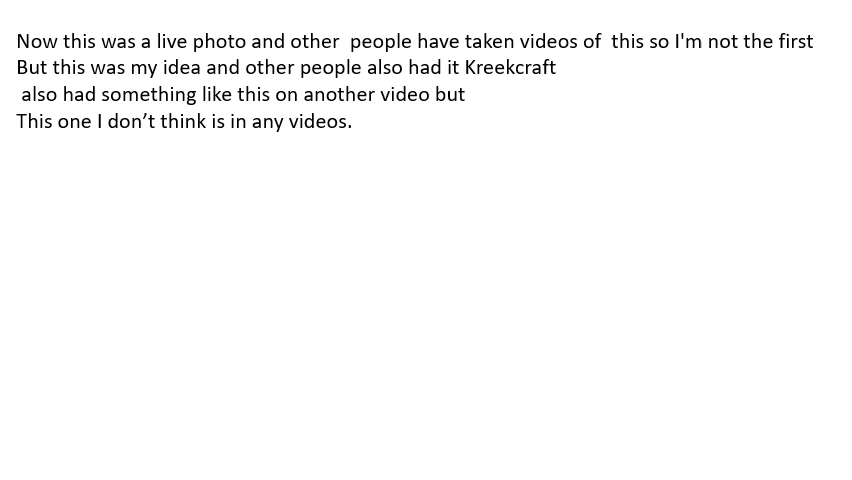 Now this was a live photo and other  people have taken videos of  this so I'm not the first
But this was my idea and other people also had it Kreekcraft
also had something like this on another video but
This one I don’t think is in any videos.